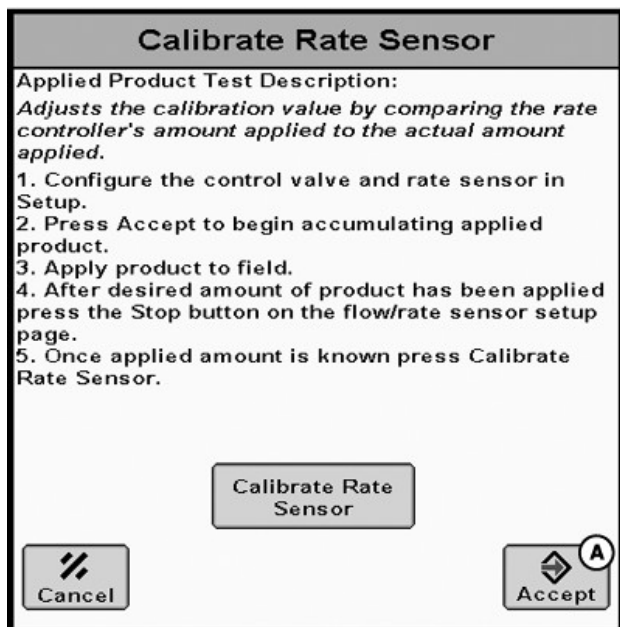 Calibrate Rate Sensor
Applied Product Test Description:
Adjusts the calibration value by comparing the rate
controller's amount applied to the actual amount
applied.
1. Configure the control valve and rate sensor in
Setup.
2. Press Accept to begin accumulating applied
product.
3. Apply product to field.
4. After desired amount of product has been applied
press the Stop button on the flow/rate sensor setup
page.
5. Once applied amount is known press Calibrate
Rate Sensor.
Calibrate Rate
Sensor
A
Cancel
Accept